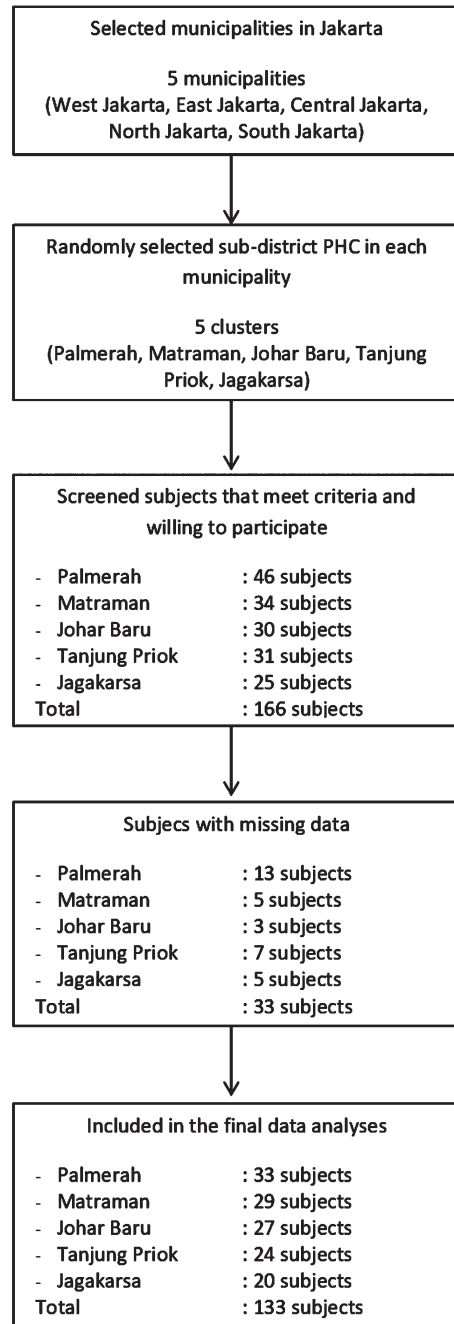 Selected municipalities in Jakarta
5 municipalities
(West Jakarta, East Jakarta, Central Jakarta,
North Jakarta, South Jakarta)
Randomly selected sub-district PHC in each
municipality
5 clusters
(Palmerah, Matraman, Johar Baru, Tanjung
Priok, Jagakarsa)
Screened subjects that meet criteria and
willing to participate
- Palmerah : 46 subjects
- Matraman : 34 subjects
- Johar Baru : 30 subjects
- Tanjung Priok : 31 subjects
- Jagakarsa : 25 subjects
Total : 166 subjects
Subjecs with missing data
- Palmerah : 13 subjects
- Matraman : 5 subjects
- Johar Baru : 3 subjects
- Tanjung Priok : 7 subjects
- Jagakarsa : 5 subjects
Total : 33 subjects
Included in the final data analyses
- Palmerah : 33 subjects
- Matraman : 29 subjects
- Johar Baru : 27 subjects
- Tanjung Priok : 24 subjects
- Jagakarsa : 20 subjects
Total : 133 subjects